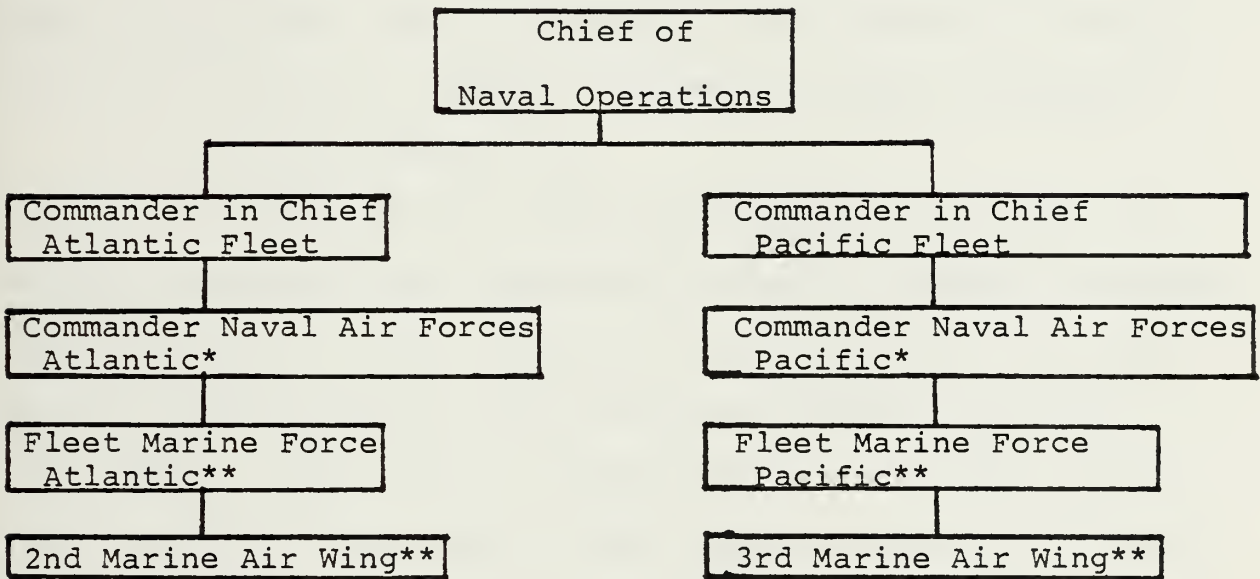 Chief of
Naval Operations
Commander in Chief
Atlantic Fleet
Commander in Chief
Pacific Fleet
Commander Naval Air Forces
Atlantic*
Commander Naval Air Forces
Pacific*
Fleet Marine Force
Atlantic**
Fleet Marine Force
Pacific**
2nd Marine Air Wing**
3rd Marine Air Wing**